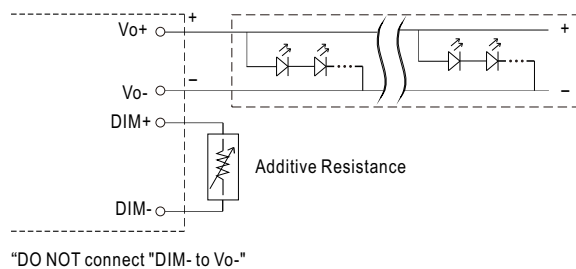 Vo+
+
+
Vo-
–
–
DIM+
Additive Resistance
DIM-
“DO NOT connect "DIM- to Vo-"